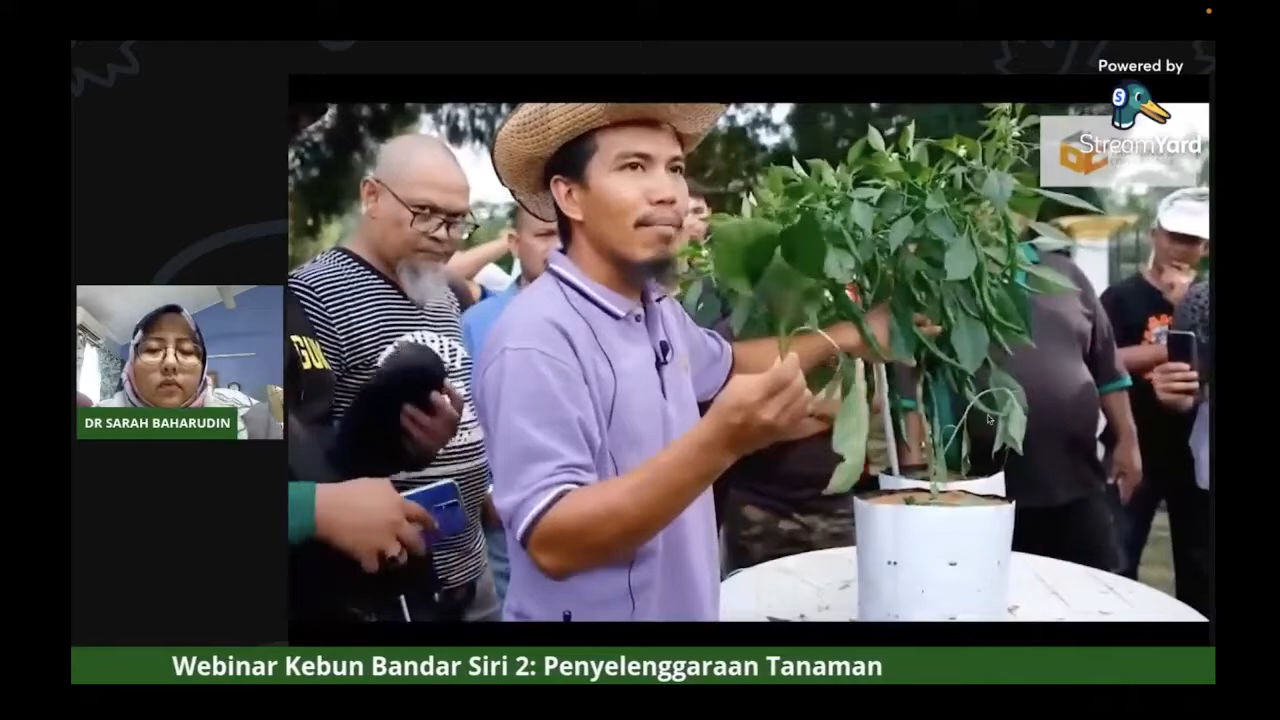 Powered by
StreamYard
DR SARAH BAHARUDIN
Webinar Kebun Bandar Siri 2: Penyelenggaraan Tanaman